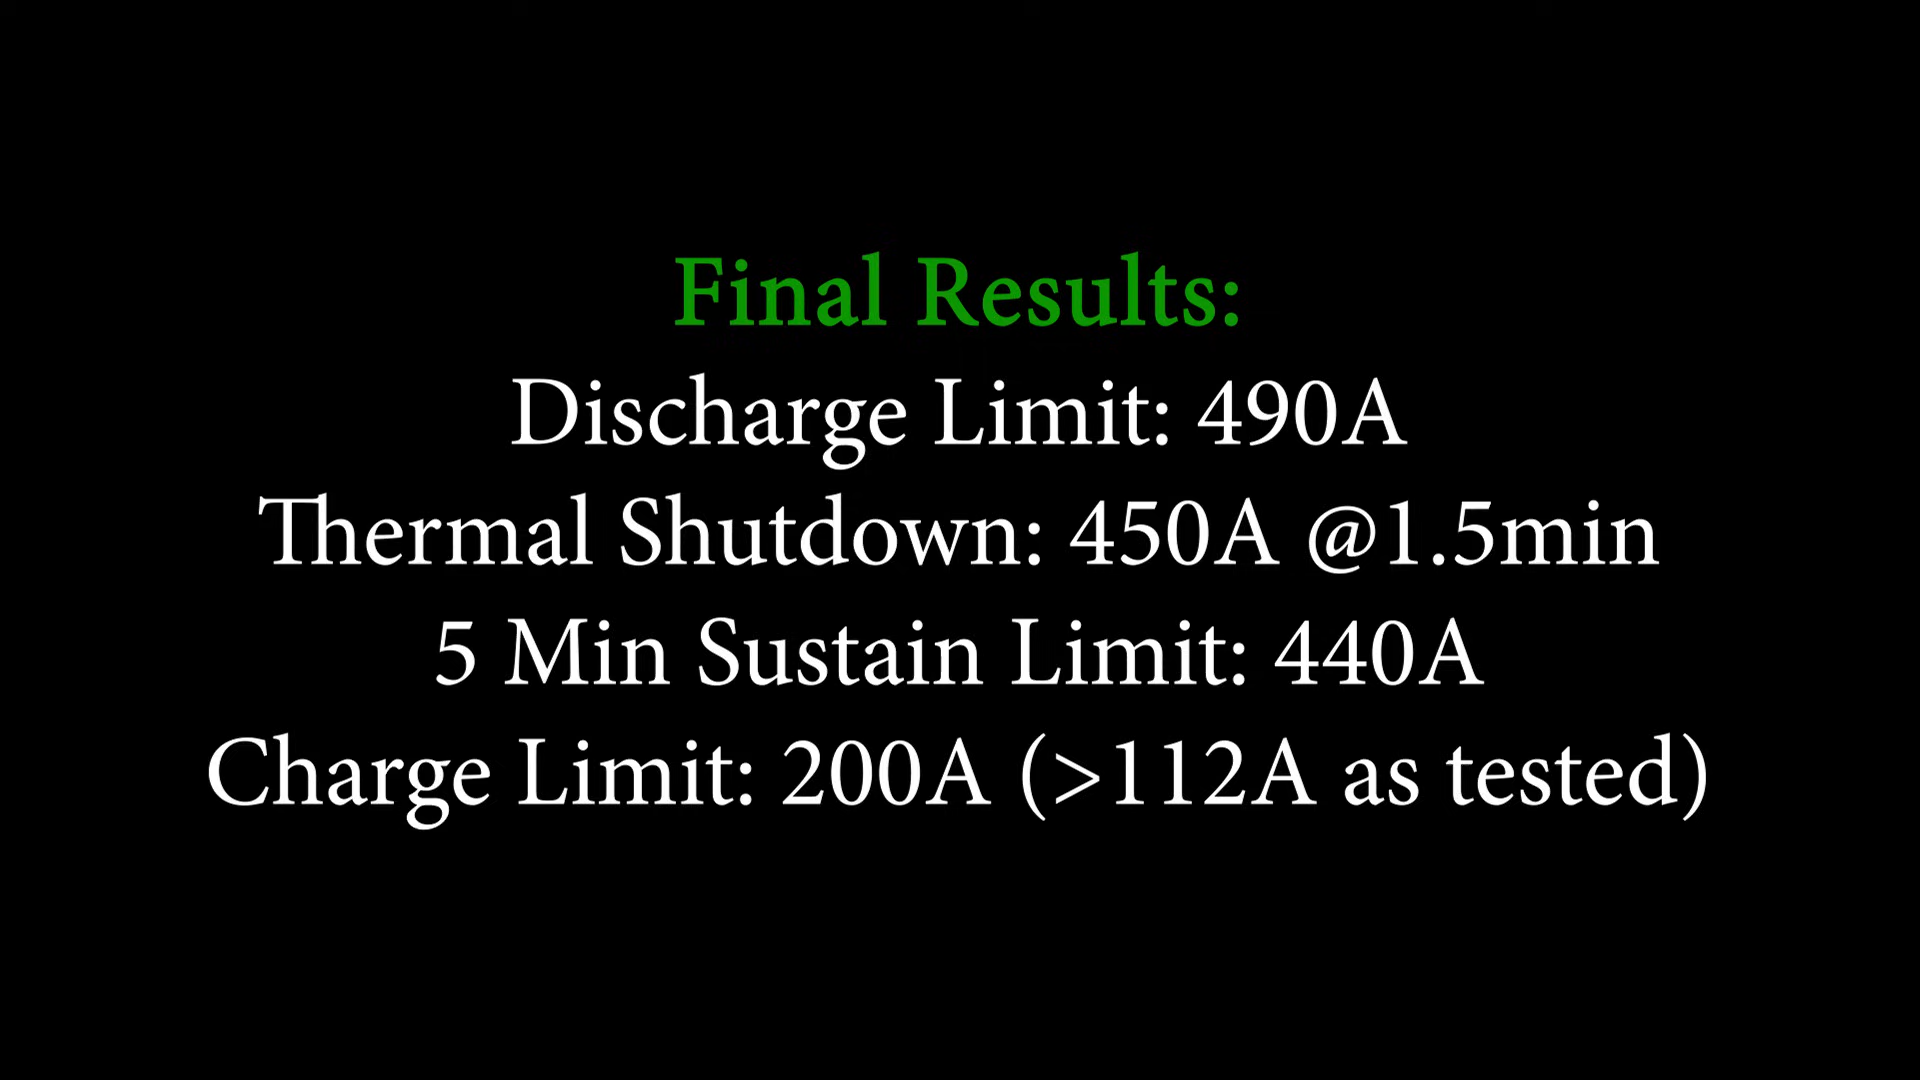 Final Results:
Discharge Limit: 490A
Thermal Shutdown: 450A @1.5min
5 Min Sustain Limit: 440A
Charge Limit: 200A (>112A as tested)